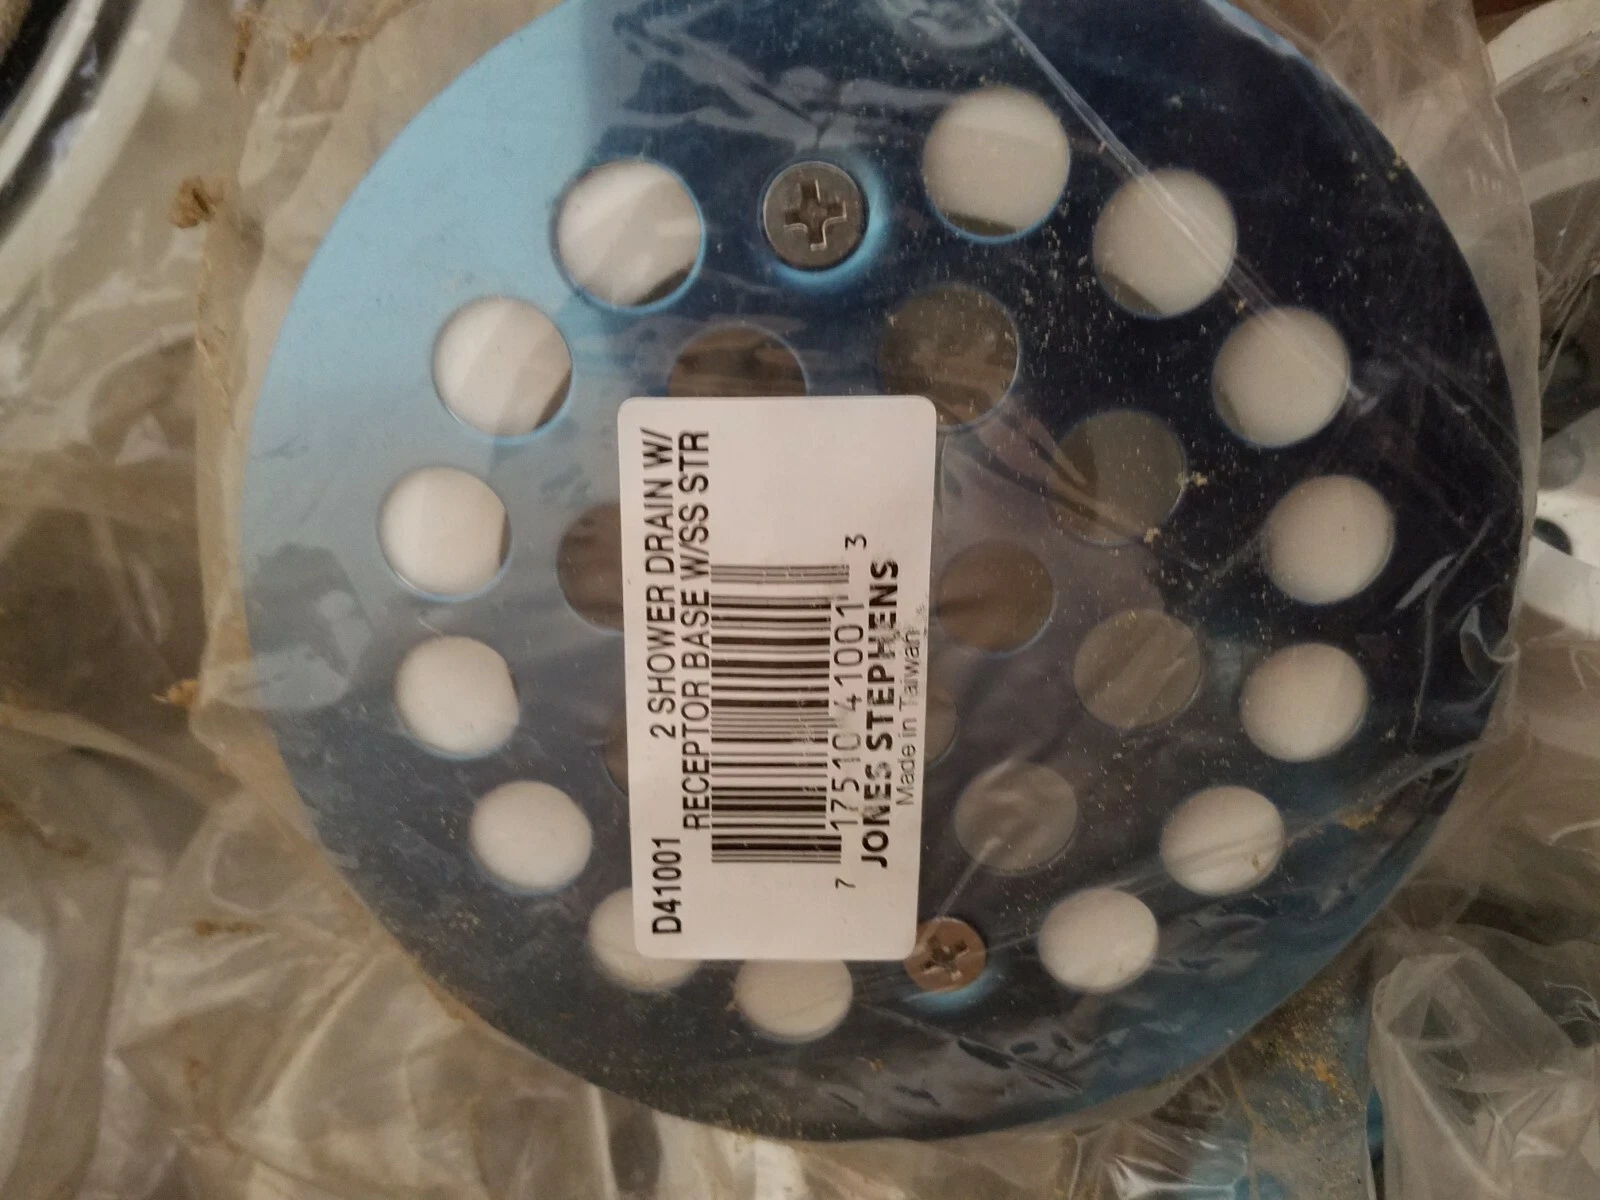 D41001 2 SHOWER DRAIN W/
RECEPTOR BASE W/SS STR
7 17510 41001 3
JONES STEPHENS
Made in Taiwan